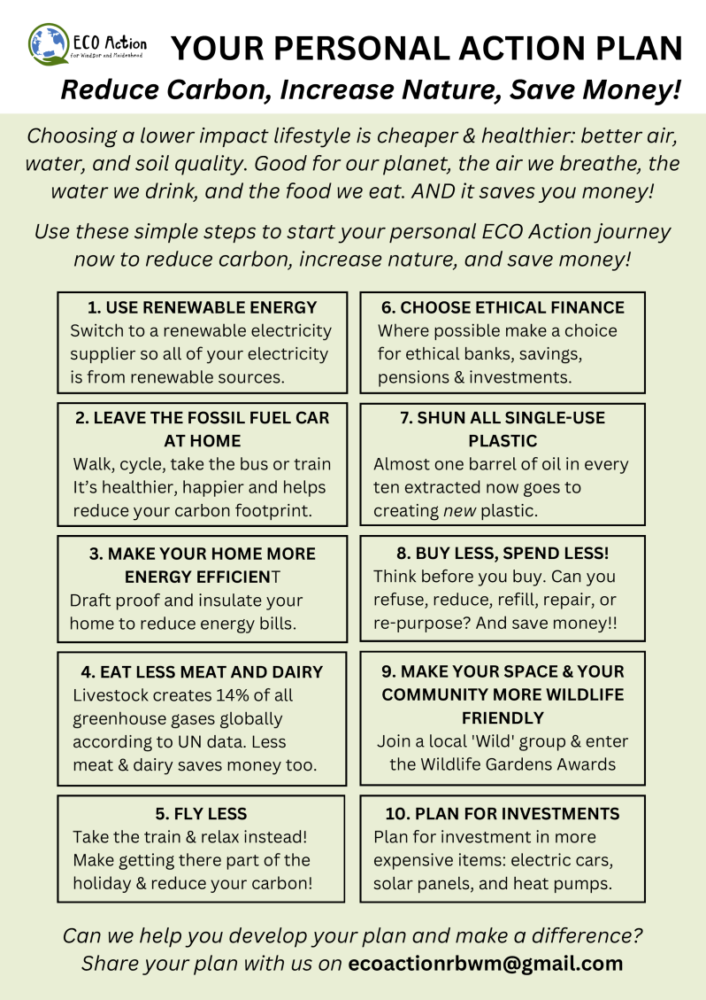 ECO Action
for Windsor and Maidenhead
YOUR PERSONAL ACTION PLAN
Reduce Carbon, Increase Nature, Save Money!
Choosing a lower impact lifestyle is cheaper & healthier: better air,
water, and soil quality. Good for our planet, the air we breathe, the
water we drink, and the food we eat. AND it saves you money!
Use these simple steps to start your personal ECO Action journey
now to reduce carbon, increase nature, and save money!
1. USE RENEWABLE ENERGY
Switch to a renewable electricity
supplier so all of your electricity
is from renewable sources.
2. LEAVE THE FOSSIL FUEL CAR
AT HOME
Walk, cycle, take the bus or train
It's healthier, happier and helps
reduce your carbon footprint.
3. MAKE YOUR HOME MORE
ENERGY EFFICIENT
Draft proof and insulate your
home to reduce energy bills.
4. EAT LESS MEAT AND DAIRY
Livestock creates 14% of all
greenhouse gases globally
according to UN data. Less
meat & dairy saves money too.
5. FLY LESS
Take the train & relax instead!
Make getting there part of the
holiday & reduce your carbon!
6. CHOOSE ETHICAL FINANCE
Where possible make a choice
for ethical banks, savings,
pensions & investments.
7. SHUN ALL SINGLE-USE
PLASTIC
Almost one barrel of oil in every
ten extracted now goes to
creating new plastic.
8. BUY LESS, SPEND LESS!
Think before you buy. Can you
refuse, reduce, refill, repair, or
re-purpose? And save money!!
9. MAKE YOUR SPACE & YOUR
COMMUNITY MORE WILDLIFE
FRIENDLY
Join a local 'Wild' group & enter
the Wildlife Gardens Awards
10. PLAN FOR INVESTMENTS
Plan for investment in more
expensive items: electric cars,
solar panels, and heat pumps.
Can we help you develop your plan and make a difference?
Share your plan with us on ecoactionrbwm@gmail.com